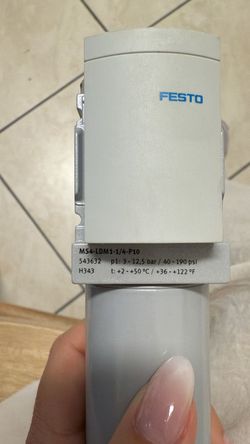 FESTO
MS4-LDM1-1/4-P10
543632 p1: 3 - 12,5 bar / 40 - 190 psi
H343 t: +2 - +50 °C / +36 - +122 °F